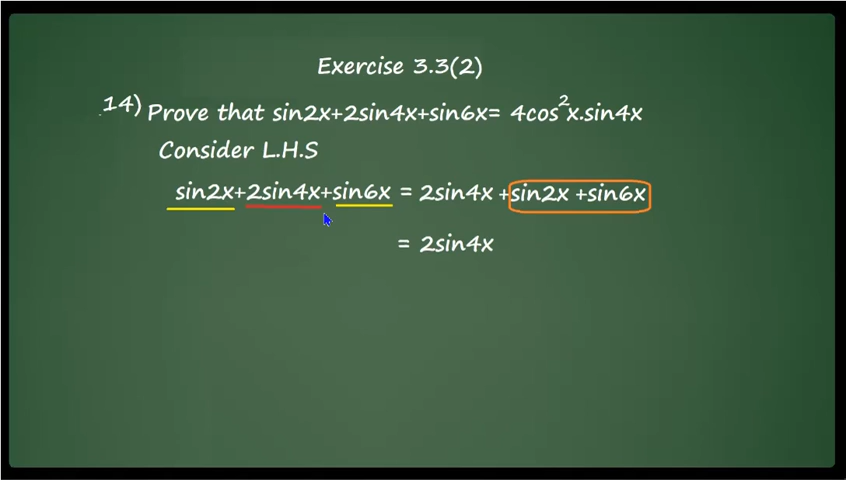 Exercise 3.3(2)
14) Prove that sin2x+2sin4x+sin6x= 4cos²x.sin4x
Consider L.H.S
sin2x+2sin4x+sin6x = 2sin4x +sin2x +sin6x
= 2sin4x